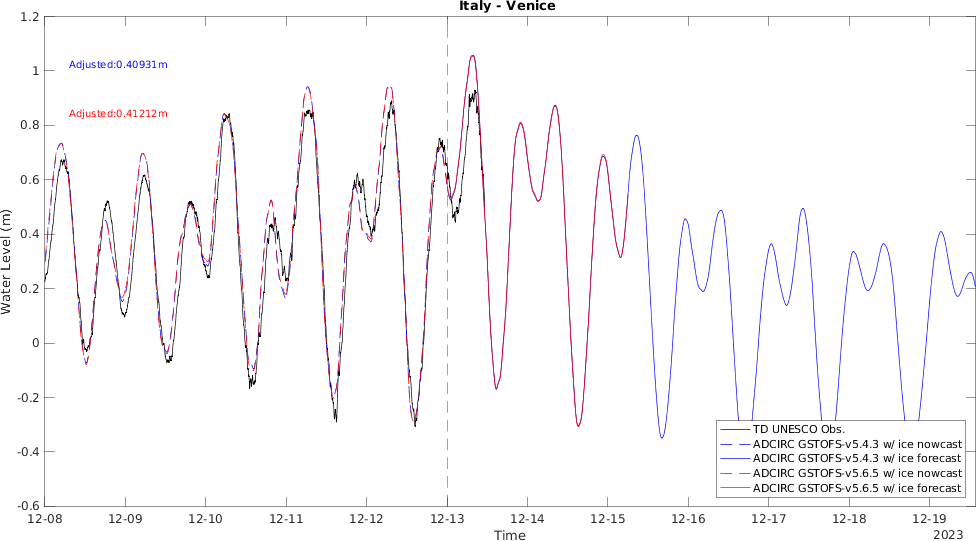 Italy - Venice
Adjusted:0.40931m
Adjusted:0.41212m
Water Level (m)
1.2
1
0.8
0.6
0.4
0.2
0
-0.2
-0.4
-0.6
TD UNESCO Obs.
ADCIRC GSTOFS-v5.4.3 w/ ice nowcast
ADCIRC GSTOFS-v5.4.3 w/ ice forecast
ADCIRC GSTOFS-v5.6.5 w/ ice nowcast
ADCIRC GSTOFS-v5.6.5 w/ ice forecast
12-08 12-09 12-10 12-11 12-12 12-13 12-14 12-15 12-16 12-17 12-18 12-19
Time
2023